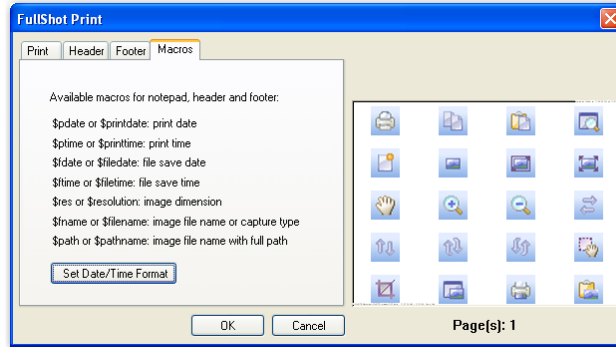 FullShot Print
Print Header Footer Macros
Available macros for notepad, header and footer:
$pdate or $printdate: print date
$ptime or $printtime: print time
$fdate or $filedate: file save date
$ftime or $filetime: file save time
$res or $resolution: image dimension
$fname or $filename: image file name or capture type
$path or $pathname: image file name with full path
Set Date/Time Format
OK Cancel
Page(s): 1